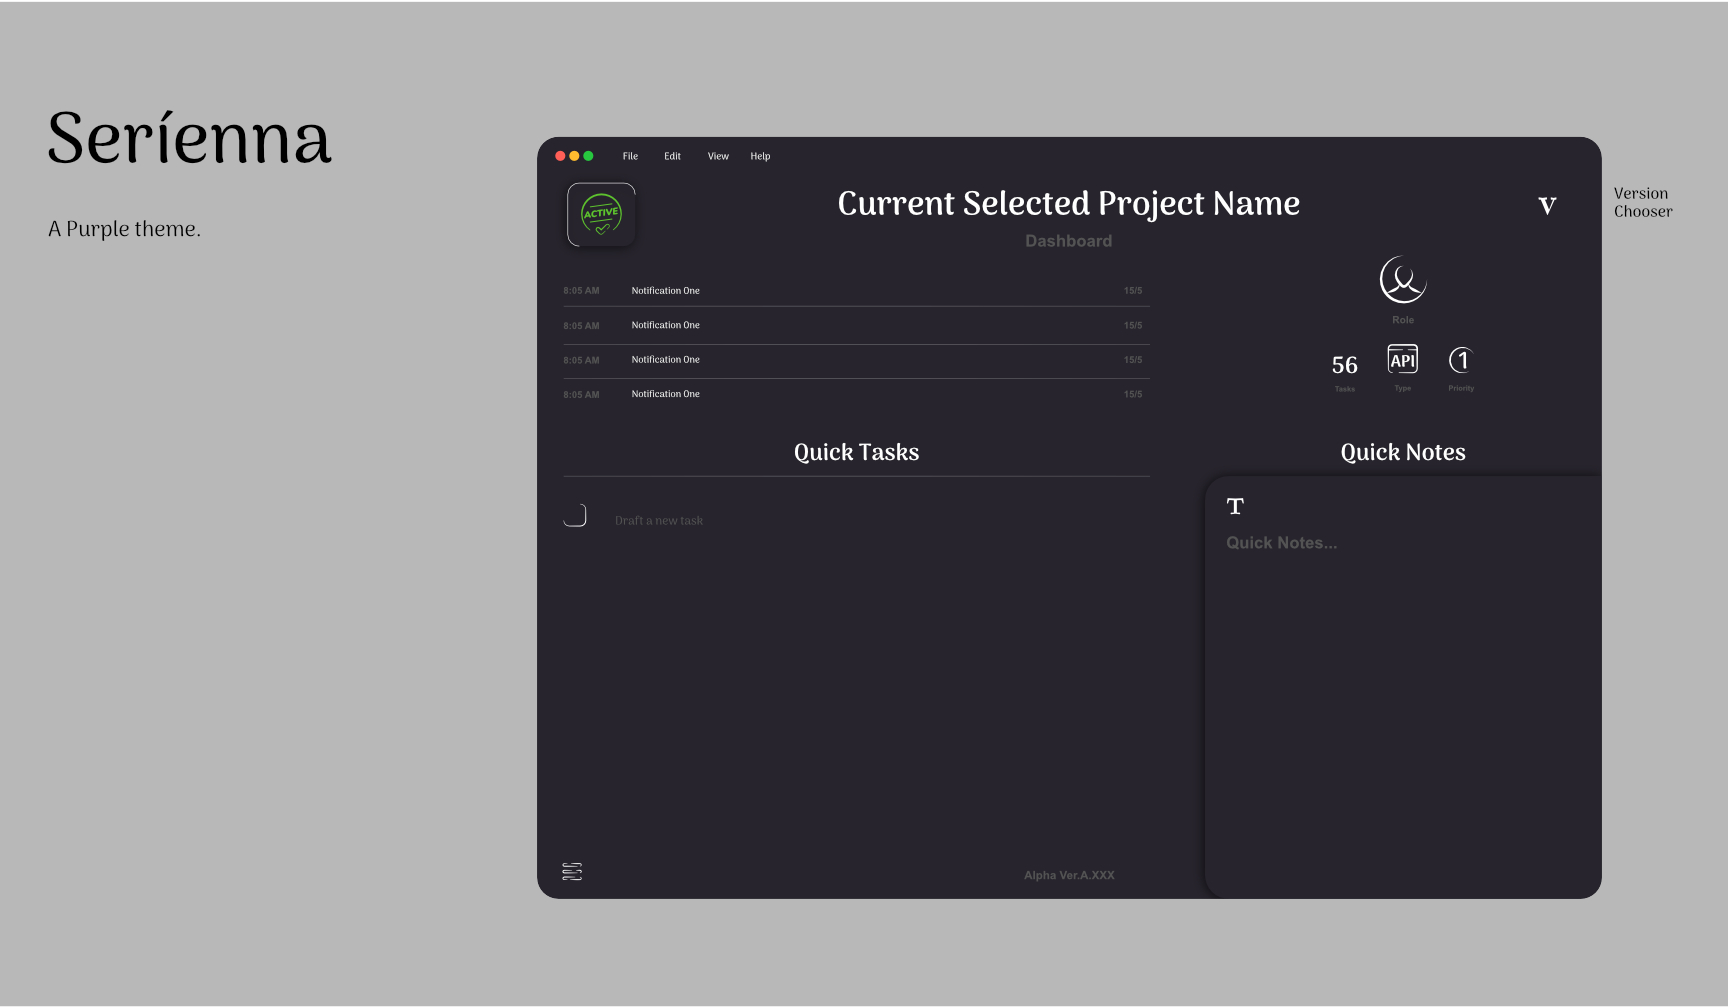 Seríenna
A Purple theme.
File Edit View Help
ACTIVE
Current Selected Project Name
V
Version
Chooser
Dashboard
8:05 AM Notification One 15/5
8:05 AM Notification One 15/5
8:05 AM Notification One 15/5
8:05 AM Notification One 15/5
Role
56 API 1
Tasks Type Priority
Quick Tasks
Draft a new task
Quick Notes
T
Quick Notes...
Alpha Ver.A.XXX